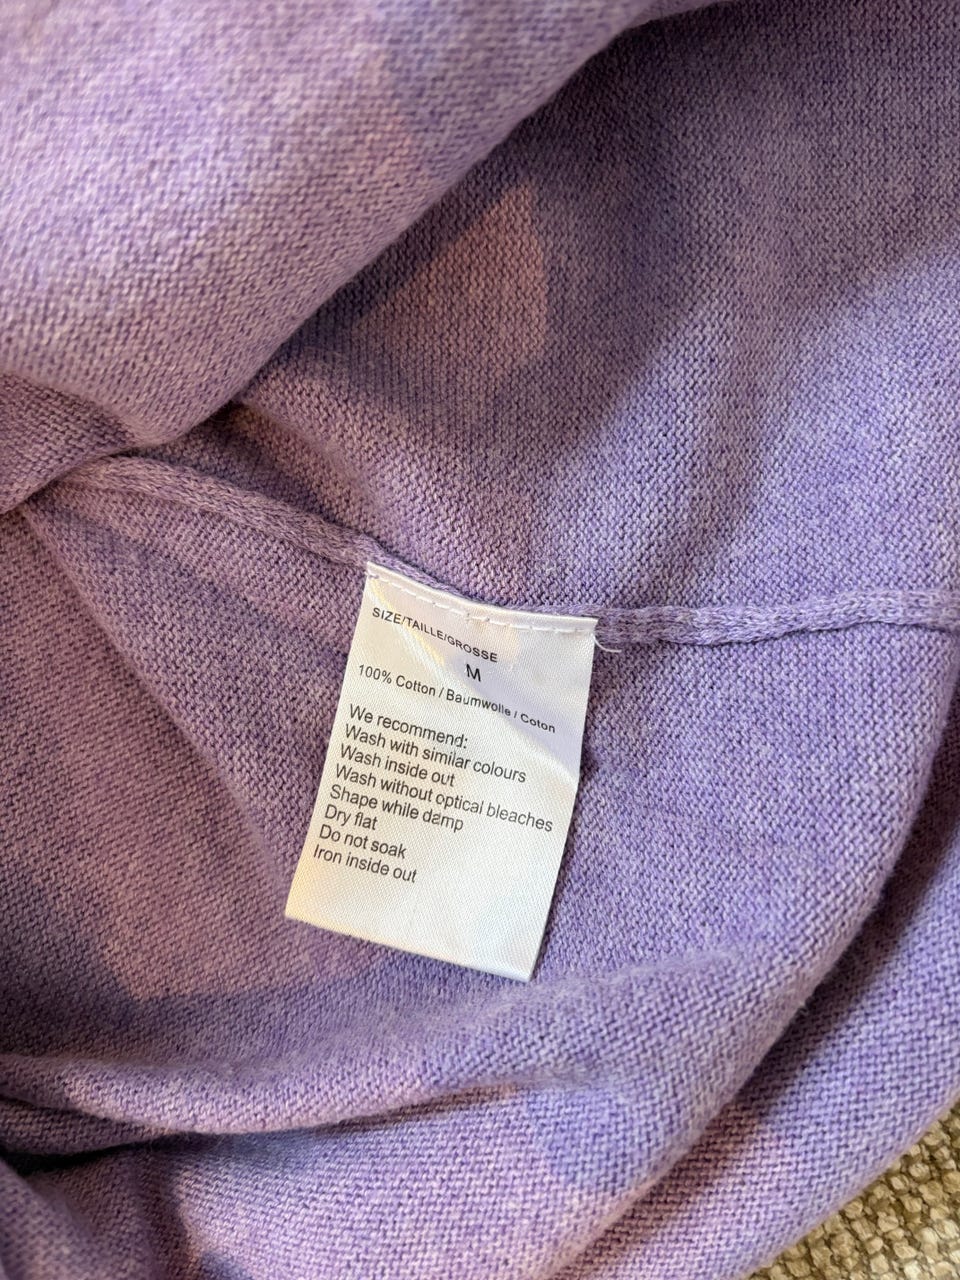 SIZE/TAILLE/GROSSE
M
100% Cotton / Baumwolle / Coton
We recommend:
Wash with similar colours
Wash inside out
Wash without optical bleaches
Shape while damp
Dry flat
Do not soak
Iron inside out